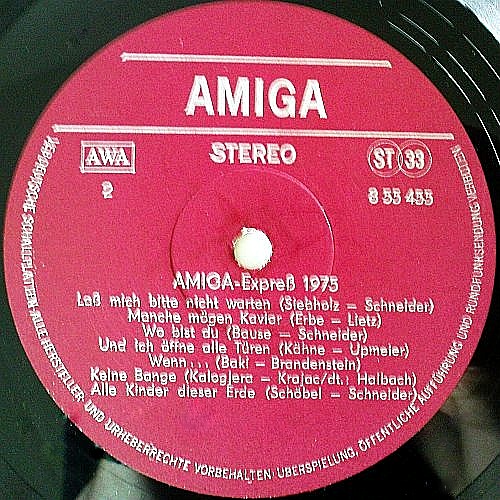 AMIGA
AWA
STEREO
ST 33
2
8 55 455
AMIGA-Expreß 1975
Laß mich bitte nicht warten (Siebholz – Schneider)
Manche mögen Kaviar (Erbe – Lietz)
Wo bist du (Bause – Schneider)
Und ich öffne alle Türen (Kähne – Upmeier)
Wenn... (Baki – Brandenstein)
Keine Bange (Kalogjera – Krajac/dt.: Halbach)
Alle Kinder dieser Erde (Schöbel – Schneider)
SCHALLPLATTEN · ALLE HERSTELLER UND URHEBERRECHTE VORBEHALTEN · ÜBERSPIELUNG, ÖFFENTLICHE AUFFÜHRUNG UND RUNDFUNKSENDUNG VERBOTEN